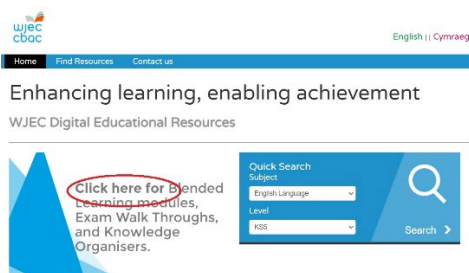 wjec
cbac
English || Cymraeg
Home Find Resources Contact us
Enhancing learning, enabling achievement
WJEC Digital Educational Resources
Click here for Blended
Learning modules,
Exam Walk Throughs,
and Knowledge
Organisers.
Quick Search
Subject
English Language
Level
KS5
Search >